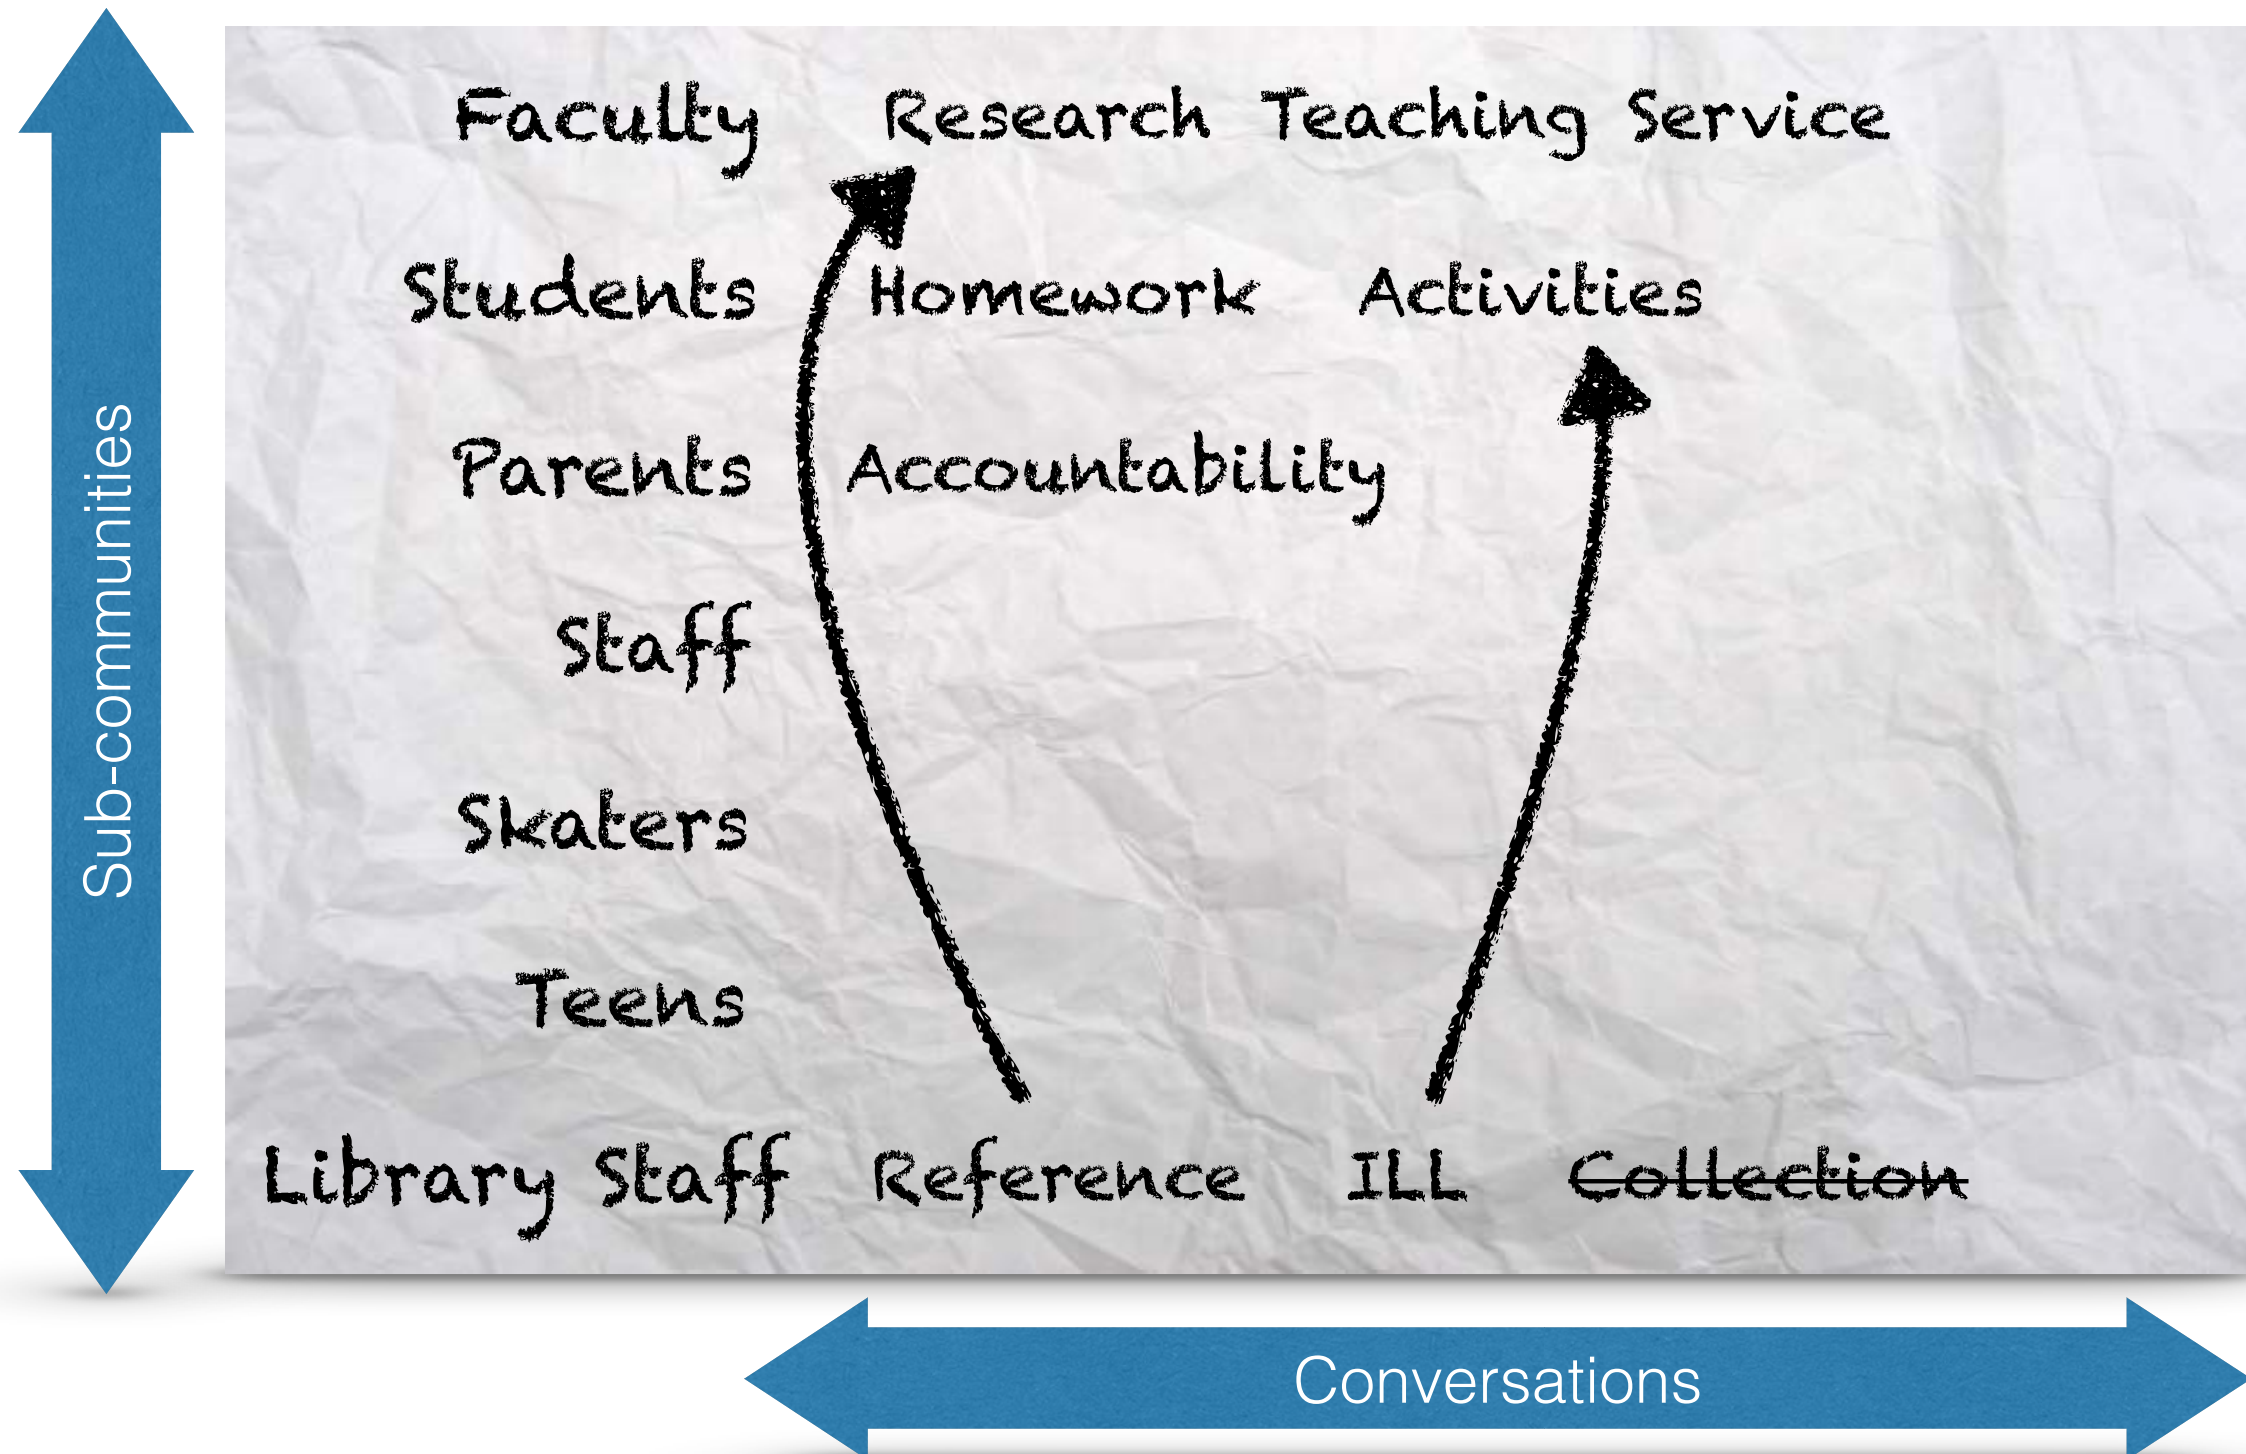 Sub-communities
Faculty Research Teaching Service
Students Homework Activities
Parents Accountability
Staff
Skaters
Teens
Library Staff Reference ILL Collection
Conversations